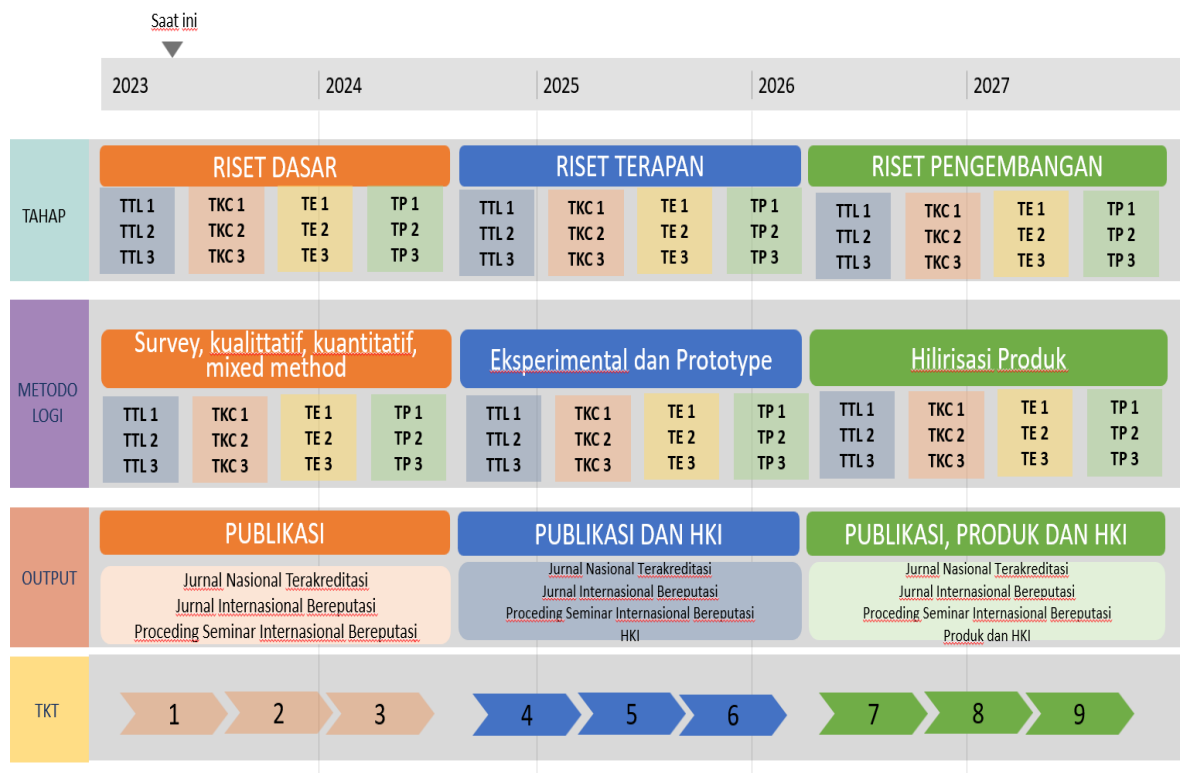 Saat ini
2023
2024
2025
2026
2027
TAHAP
RISET DASAR
TTL 1
TTL 2
TTL 3
TKC 1
TKC 2
TKC 3
TE 1
TE 2
TE 3
TP 1
TP 2
TP 3
RISET TERAPAN
TTL 1
TTL 2
TTL 3
TKC 1
TKC 2
TKC 3
TE 1
TE 2
TE 3
TP 1
TP 2
TP 3
RISET PENGEMBANGAN
TTL 1
TTL 2
TTL 3
TKC 1
TKC 2
TKC 3
TE 1
TE 2
TE 3
TP 1
TP 2
TP 3
METODO
LOGI
Survey, kualittatif, kuantitatif,
mixed method
TTL 1
TTL 2
TTL 3
TKC 1
TKC 2
TKC 3
TE 1
TE 2
TE 3
TP 1
TP 2
TP 3
Eksperimental dan Prototype
TTL 1
TTL 2
TTL 3
TKC 1
TKC 2
TKC 3
TE 1
TE 2
TE 3
TP 1
TP 2
TP 3
Hilirisasi Produk
TTL 1
TTL 2
TTL 3
TKC 1
TKC 2
TKC 3
TE 1
TE 2
TE 3
TP 1
TP 2
TP 3
OUTPUT
PUBLIKASI
Jurnal Nasional Terakreditasi
Jurnal Internasional Bereputasi
Proceding Seminar Internasional Bereputasi
PUBLIKASI DAN HKI
Jurnal Nasional Terakreditasi
Jurnal Internasional Bereputasi
Proceding Seminar Internasional Bereputasi
HKI
PUBLIKASI, PRODUK DAN HKI
Jurnal Nasional Terakreditasi
Jurnal Internasional Bereputasi
Proceding Seminar Internasional Bereputasi
Produk dan HKI
TKT
1
2
3
4
5
6
7
8
9